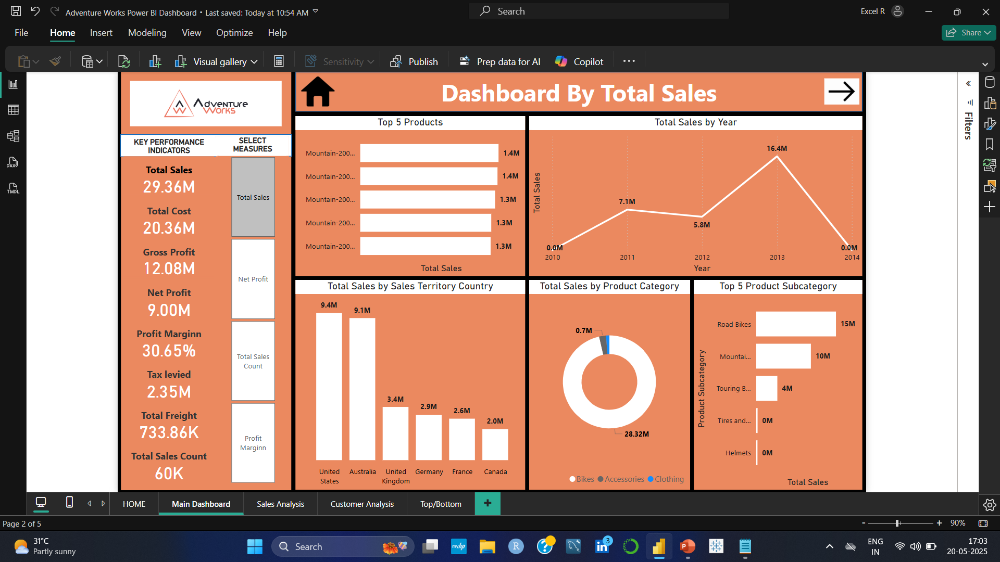 Adventure Works Power BI Dashboard • Last saved: Today at 10:54 AM
Search
Excel R
File
Home
Insert
Modeling
View
Optimize
Help
Share
Visual gallery
Sensitivity
Publish
Prep data for AI
Copilot
DAX
TMDL
Adventure
Works
Dashboard By Total Sales
KEY PERFORMANCE
INDICATORS
SELECT
MEASURES
Total Sales
29.36M
Total Cost
20.36M
Gross Profit
12.08M
Net Profit
9.00M
Profit Marginn
30.65%
Tax levied
2.35M
Total Freight
733.86K
Total Sales Count
60K
Total Sales
Net Profit
Total Sales
Count
Profit
Marginn
Top 5 Products
Mountain-200... 1.4M
Mountain-200... 1.4M
Mountain-200... 1.3M
Mountain-200... 1.3M
Mountain-200... 1.3M
Total Sales
Total Sales by Year
Total Sales
0.0M
7.1M
5.8M
16.4M
0.0M
2010 2011 2012 2013 2014
Year
Total Sales by Sales Territory Country
9.4M
9.1M
3.4M
2.9M
2.6M
2.0M
United
States
Australia
United
Kingdom
Germany
France
Canada
Total Sales by Product Category
0.7M
28.32M
Bikes Accessories Clothing
Top 5 Product Subcategory
Product Subcategory
Road Bikes 15M
Mountai... 10M
Touring B... 4M
Tires and... 0M
Helmets 0M
Total Sales
Filters
HOME
Main Dashboard
Sales Analysis
Customer Analysis
Top/Bottom
+
Page 2 of 5
- + 90%
31°C
Partly sunny
Search
myhp
R
?
in
3
P
ENG
IN
17:03
20-05-2025